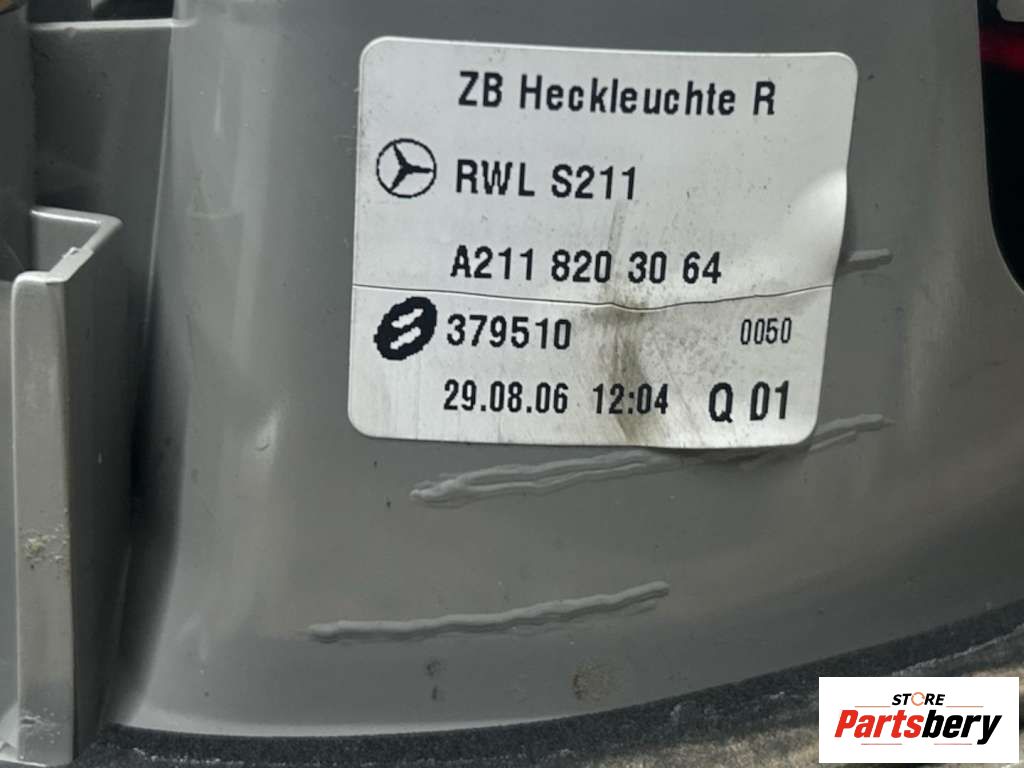 ZB Heckleuchte R
RWL S211
A211 820 30 64
379510 0050
29.08.06 12:04 Q 01
STORE
Partsbery